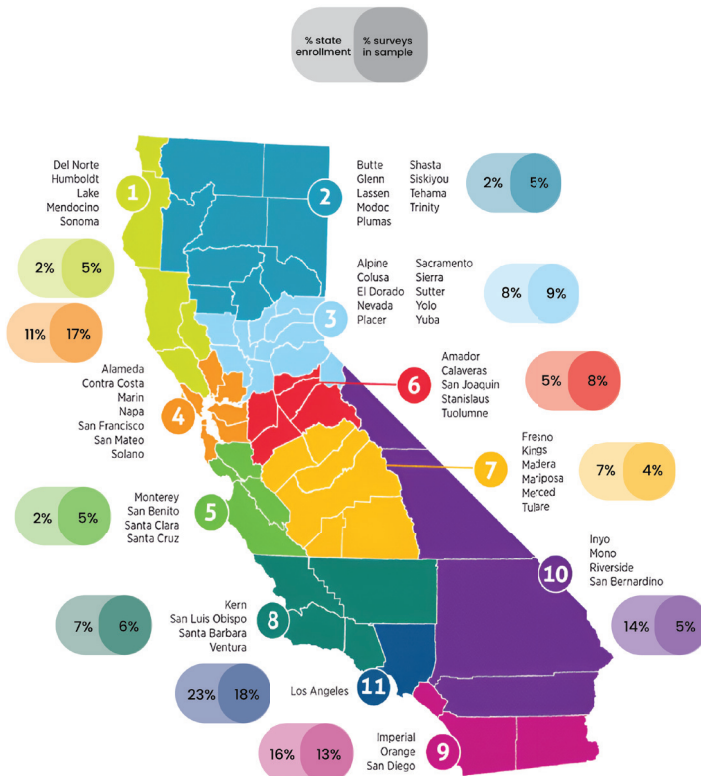 % state
enrollment
% surveys
in sample
Del Norte
Humboldt
Lake
Mendocino
Sonoma
1
2% 5%
2
Butte
Glenn
Lassen
Modoc
Plumas
Shasta
Siskiyou
Tehama
Trinity
2% 5%
3
Alpine
Colusa
El Dorado
Nevada
Placer
Sacramento
Sierra
Sutter
Yolo
Yuba
8% 9%
11% 17%
Alameda
Contra Costa
Marin
Napa
San Francisco
San Mateo
Solano
4
6
Amador
Calaveras
San Joaquin
Stanislaus
Tuolumne
5% 8%
7
Fresno
Kings
Madera
Mariposa
Merced
Tulare
7% 4%
2% 5%
Monterey
San Benito
Santa Clara
Santa Cruz
5
10
Inyo
Mono
Riverside
San Bernardino
14% 5%
7% 6%
Kern
San Luis Obispo
Santa Barbara
Ventura
8
23% 18%
Los Angeles
11
16% 13%
Imperial
Orange
San Diego
9